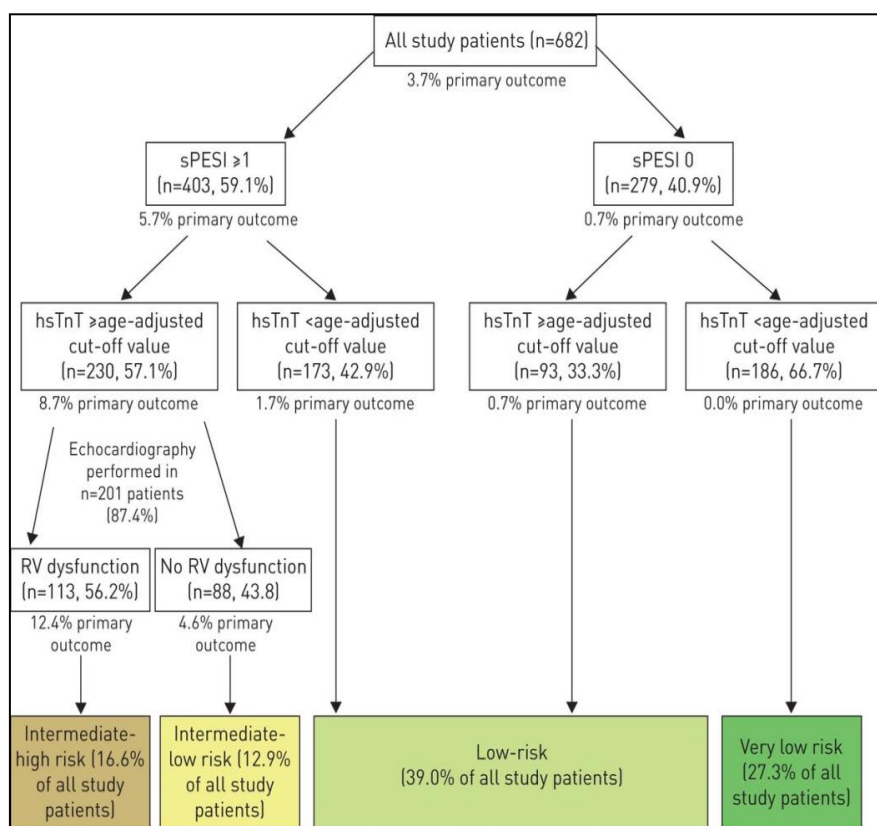 All study patients (n=682)
3.7% primary outcome
sPESI ≥1
(n=403, 59.1%)
5.7% primary outcome
sPESI 0
(n=279, 40.9%)
0.7% primary outcome
hsTnT ≥age-adjusted
cut-off value
(n=230, 57.1%)
8.7% primary outcome
hsTnT <age-adjusted
cut-off value
(n=173, 42.9%)
1.7% primary outcome
hsTnT ≥age-adjusted
cut-off value
(n=93, 33.3%)
0.7% primary outcome
hsTnT <age-adjusted
cut-off value
(n=186, 66.7%)
0.0% primary outcome
Echocardiography
performed in
n=201 patients
(87.4%)
RV dysfunction
(n=113, 56.2%)
12.4% primary
outcome
No RV dysfunction
(n=88, 43.8)
4.6% primary
outcome
Intermediate-
high risk (16.6%
of all study
patients)
Intermediate-
low risk (12.9%
of all study
patients)
Low-risk
(39.0% of all study patients)
Very low risk
(27.3% of all
study patients)